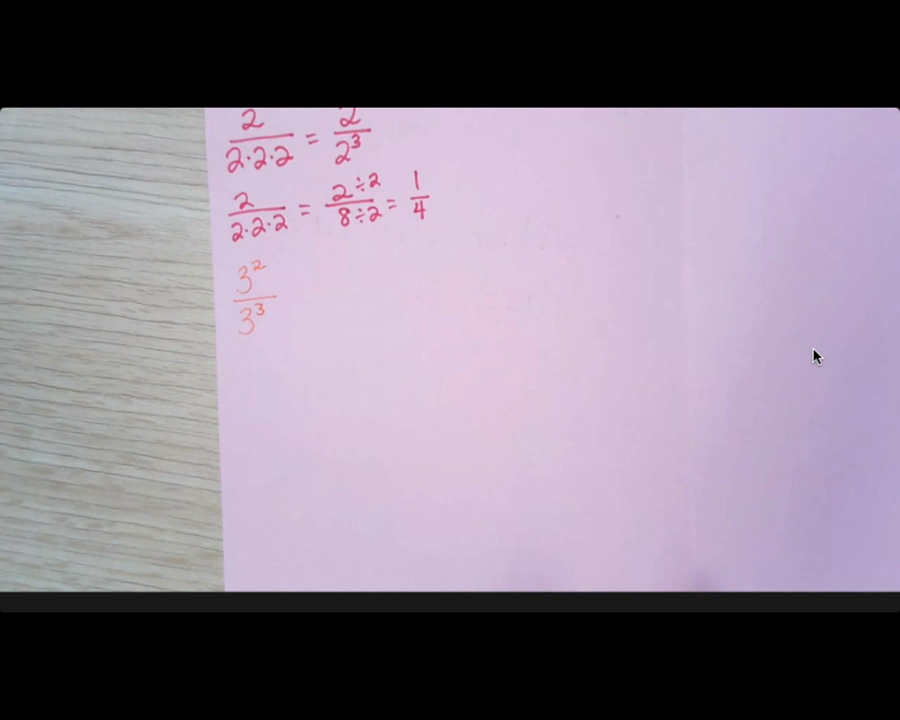 2/(2·2·2) = 2/2³
2/(2·2·2) = (2÷2)/(8÷2) = 1/4
3²/3³